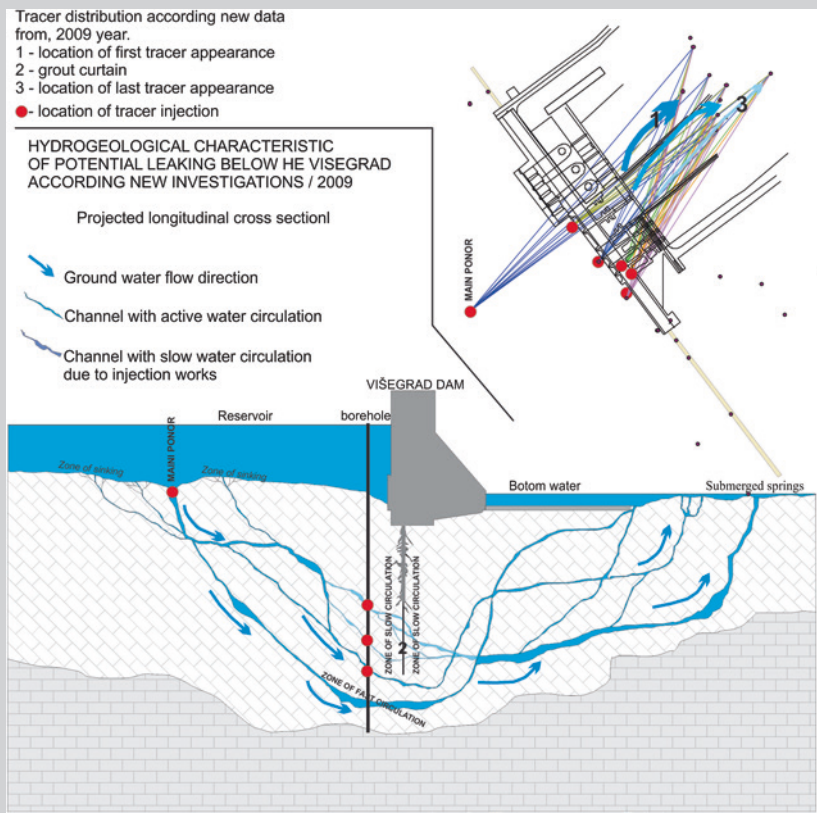 Tracer distribution according new data
from, 2009 year.
1 - location of first tracer appearance
2 - grout curtain
3 - location of last tracer appearance
- location of tracer injection
HYDROGEOLOGICAL CHARACTERISTIC
OF POTENTIAL LEAKING BELOW HE VISEGRAD
ACCORDING NEW INVESTIGATIONS / 2009
Projected longitudinal cross sectionl
Ground water flow direction
Channel with active water circulation
Channel with slow water circulation
due to injection works
1
3
MAIN PONOR
VIŠEGRAD DAM
Reservoir
borehole
MAINI PONOR
Zone of sinking
Zone of sinking
Botom water
Submerged springs
ZONE OF SLOW CIRCULATION
ZONE OF SLOW CIRCULATION
2
ZONE OF FAST CIRCULATION